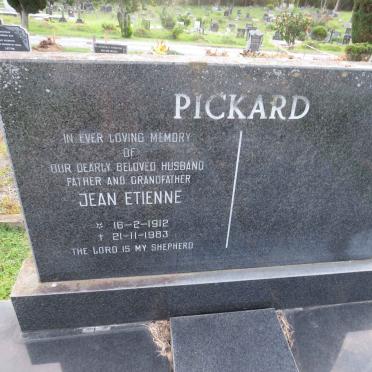 PICKARD
IN EVER LOVING MEMORY
OF
OUR DEARLY BELOVED HUSBAND
FATHER AND GRANDFATHER
JEAN ETIENNE
☆ 16-2-1912
✝ 21-11-1983
THE LORD IS MY SHEPHERD